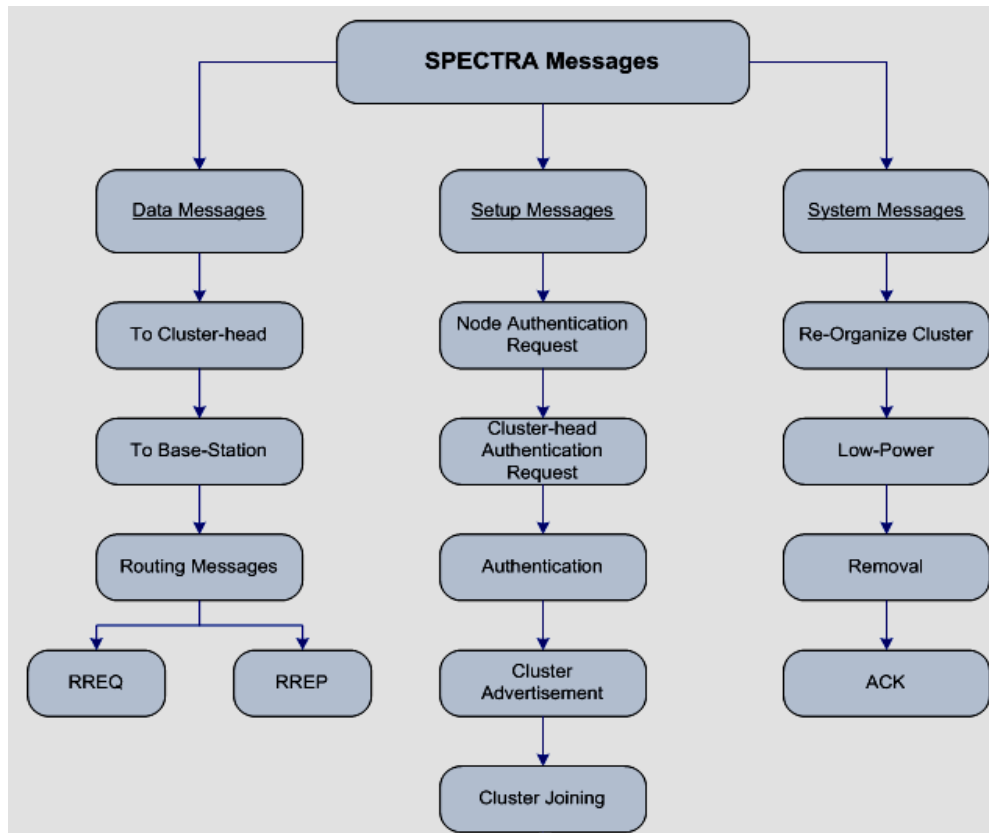 SPECTRA Messages
Data Messages
Setup Messages
System Messages
To Cluster-head
Node Authentication
Request
Re-Organize Cluster
To Base-Station
Cluster-head
Authentication
Request
Low-Power
Routing Messages
Authentication
Removal
RREQ
RREP
Cluster
Advertisement
ACK
Cluster Joining